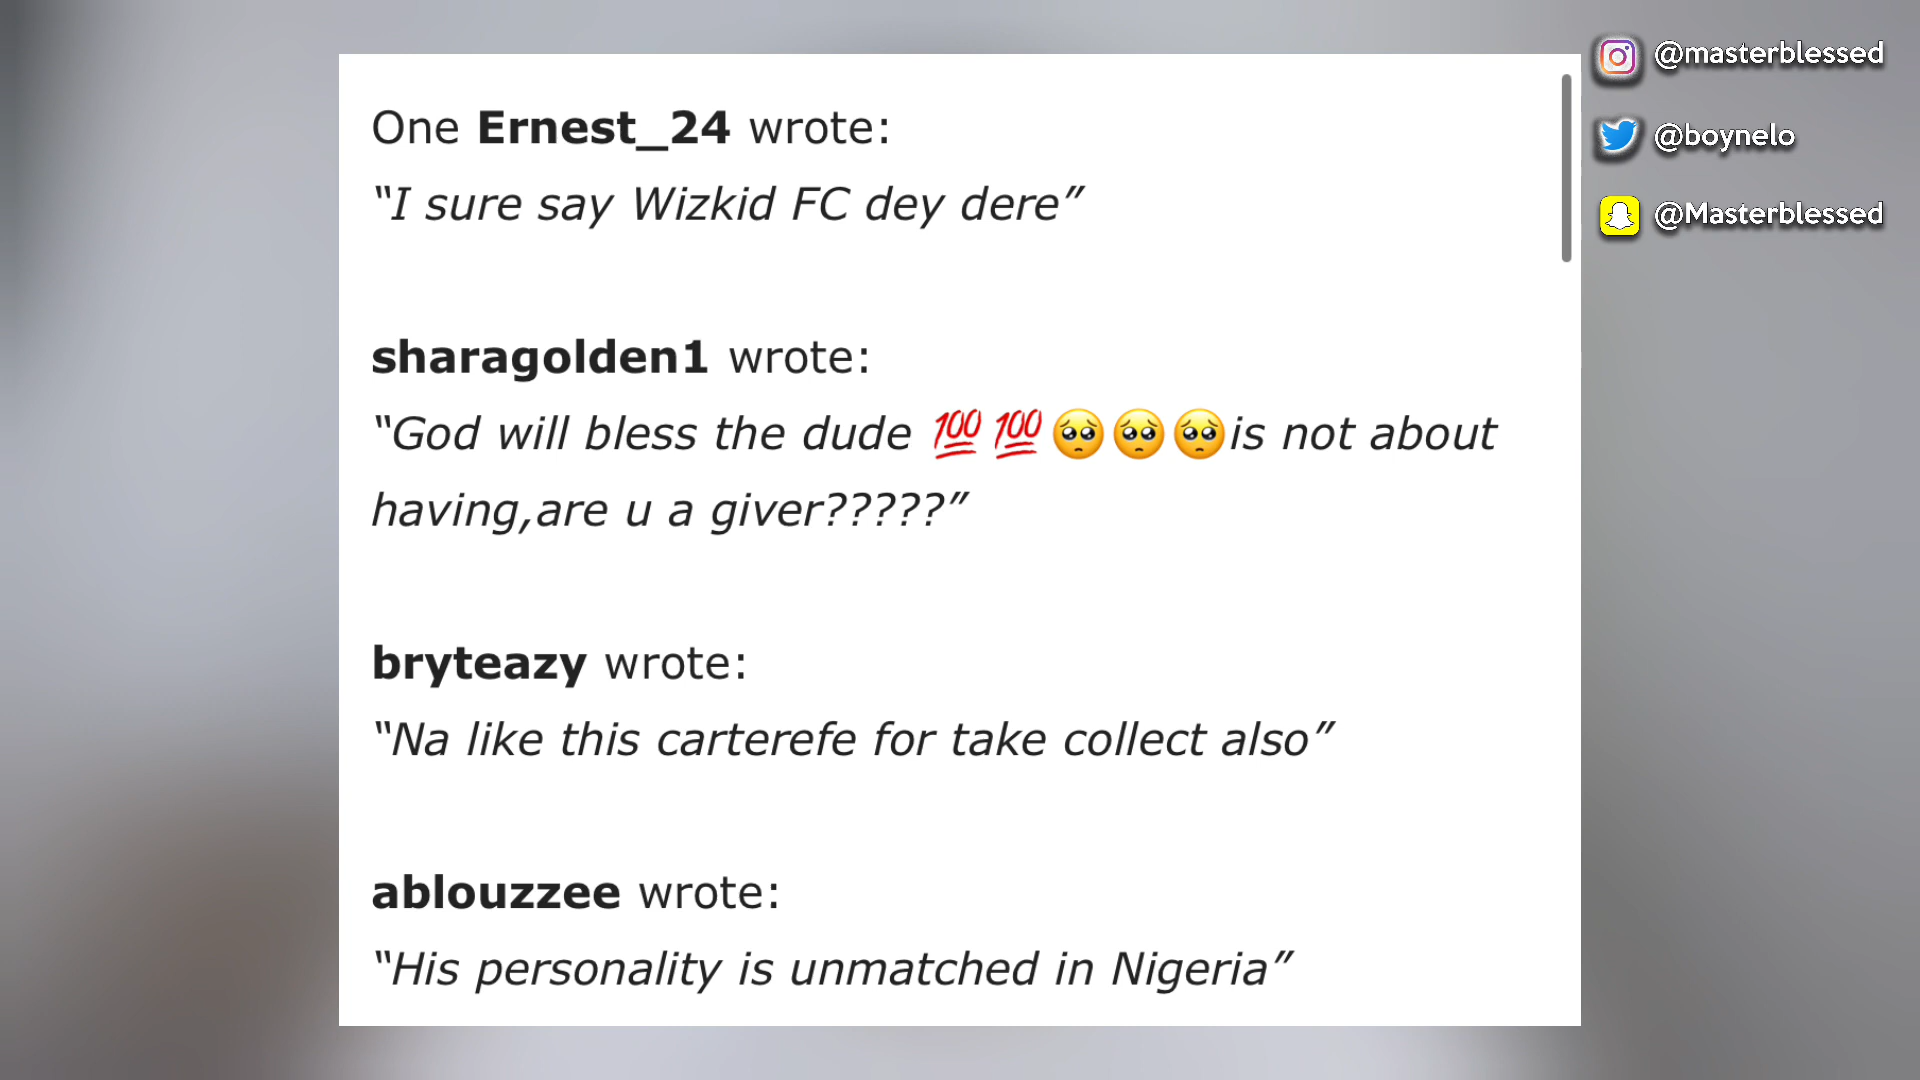 One Ernest_24 wrote:
“I sure say Wizkid FC dey dere”
sharagolden1 wrote:
“God will bless the dude 💯💯🥺🥺🥺is not about
having,are u a giver?????”
bryteazy wrote:
“Na like this carterefe for take collect also”
ablouzzee wrote:
“His personality is unmatched in Nigeria”
@masterblessed
@boynelo
@Masterblessed